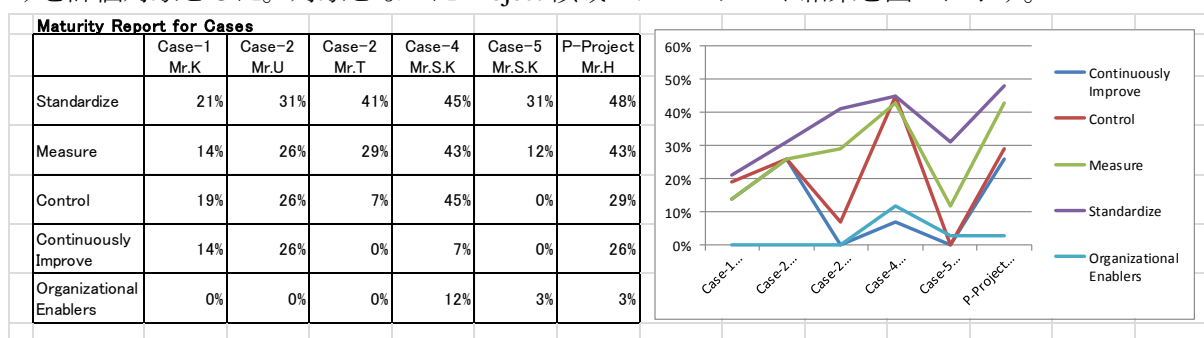 Maturity Report for Cases
Case-1 Case-2 Case-2 Case-4 Case-5 P-Project
Mr.K Mr.U Mr.T Mr.S.K Mr.S.K Mr.H
Standardize 21% 31% 41% 45% 31% 48%
Measure 14% 26% 29% 43% 12% 43%
Control 19% 26% 7% 45% 0% 29%
Continuously
Improve 14% 26% 0% 7% 0% 26%
Organizational
Enablers 0% 0% 0% 12% 3% 3%
60%
50%
40%
30%
20%
10%
0%
Case-1...
Case-2...
Case-2...
Case-4...
Case-5...
P-Project...
Continuously
Improve
Control
Measure
Standardize
Organizational
Enablers